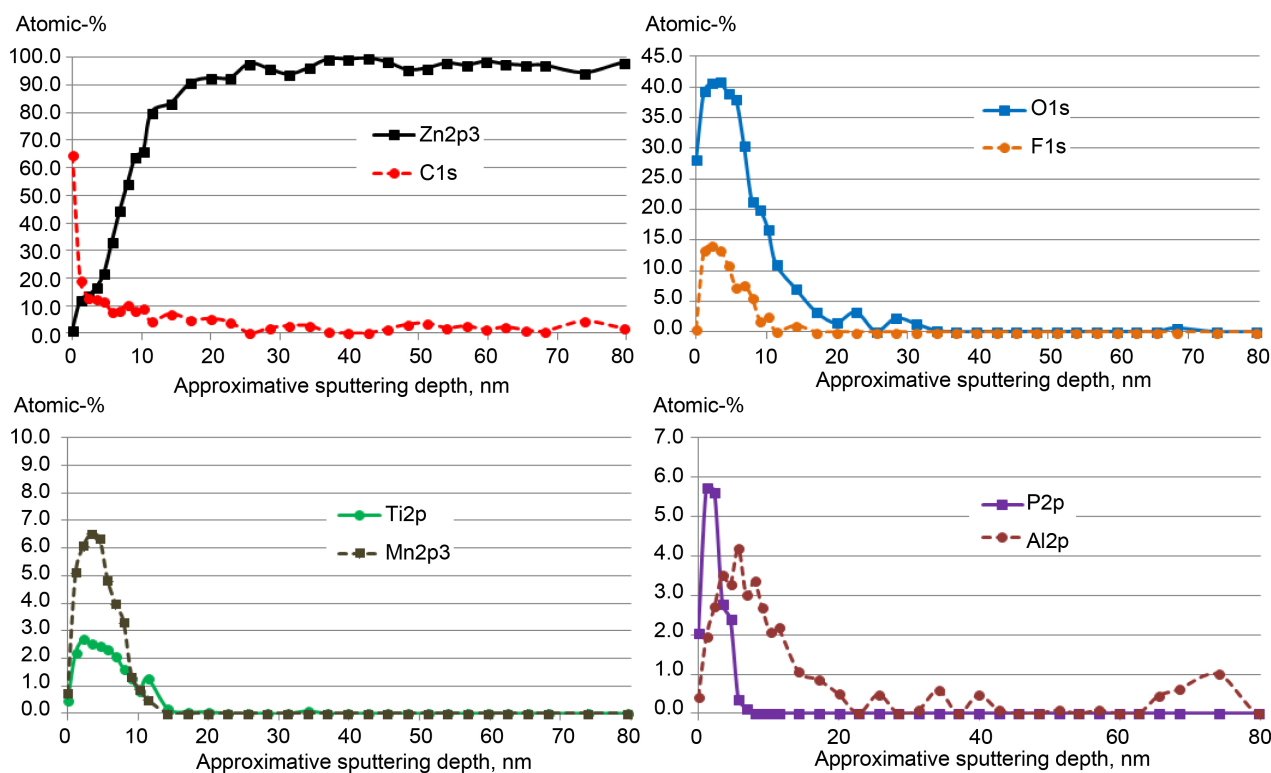 Atomic-%
100.0
90.0
80.0
70.0
60.0
50.0
40.0
30.0
20.0
10.0
0.0
Zn2p3
C1s
0 10 20 30 40 50 60 70 80
Approximative sputtering depth, nm
Atomic-%
45.0
40.0
35.0
30.0
25.0
20.0
15.0
10.0
5.0
0.0
O1s
F1s
0 10 20 30 40 50 60 70 80
Approximative sputtering depth, nm
Atomic-%
10.0
9.0
8.0
7.0
6.0
5.0
4.0
3.0
2.0
1.0
0.0
Ti2p
Mn2p3
0 10 20 30 40 50 60 70 80
Approximative sputtering depth, nm
Atomic-%
7.0
6.0
5.0
4.0
3.0
2.0
1.0
0.0
P2p
Al2p
0 20 40 60 80
Approximative sputtering depth, nm